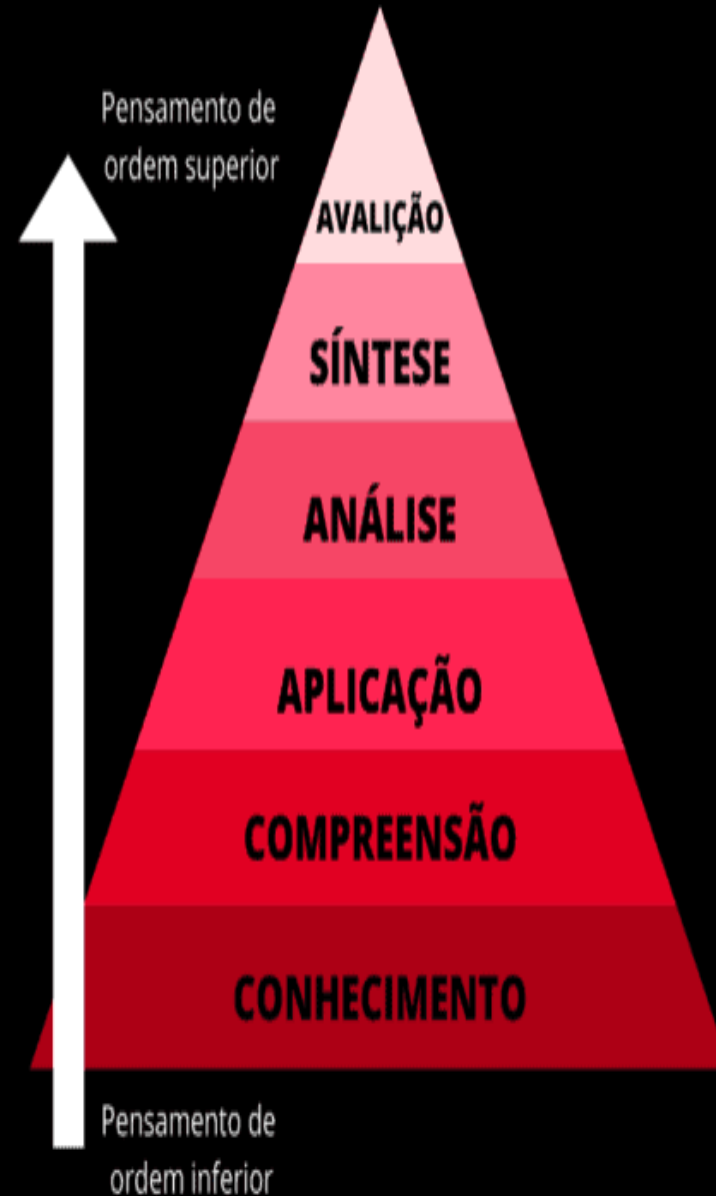 Pensamento de
ordem superior
AVALIÇÃO
SÍNTESE
ANÁLISE
APLICAÇÃO
COMPREENSÃO
CONHECIMENTO
Pensamento de
ordem inferior